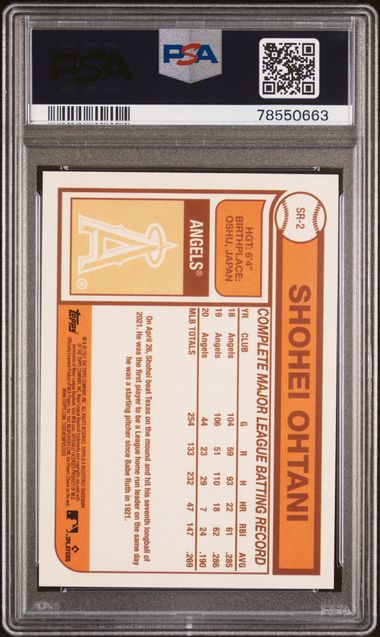 PSA
PSA
78550663
SR-2
SHOHEI OHTANI
HGT: 6'4"
BIRTHPLACE:
OSHU, JAPAN
ANGELS®
A
COMPLETE MAJOR LEAGUE BATTING RECORD
YR CLUB G R H HR RBI AVG
18 Angels 104 59 93 22 61 .285
19 Angels 106 51 110 18 62 .286
20 Angels 44 23 29 7 24 .190
MLB TOTALS 254 133 232 47 147 .269
On April 26, Shohei beat Texas on the mound and hit his seventh longball of
2021. He was the first player to be a League home run leader on the same day
he was a starting pitcher since Babe Ruth in 1921.
Topps
PLAYERS